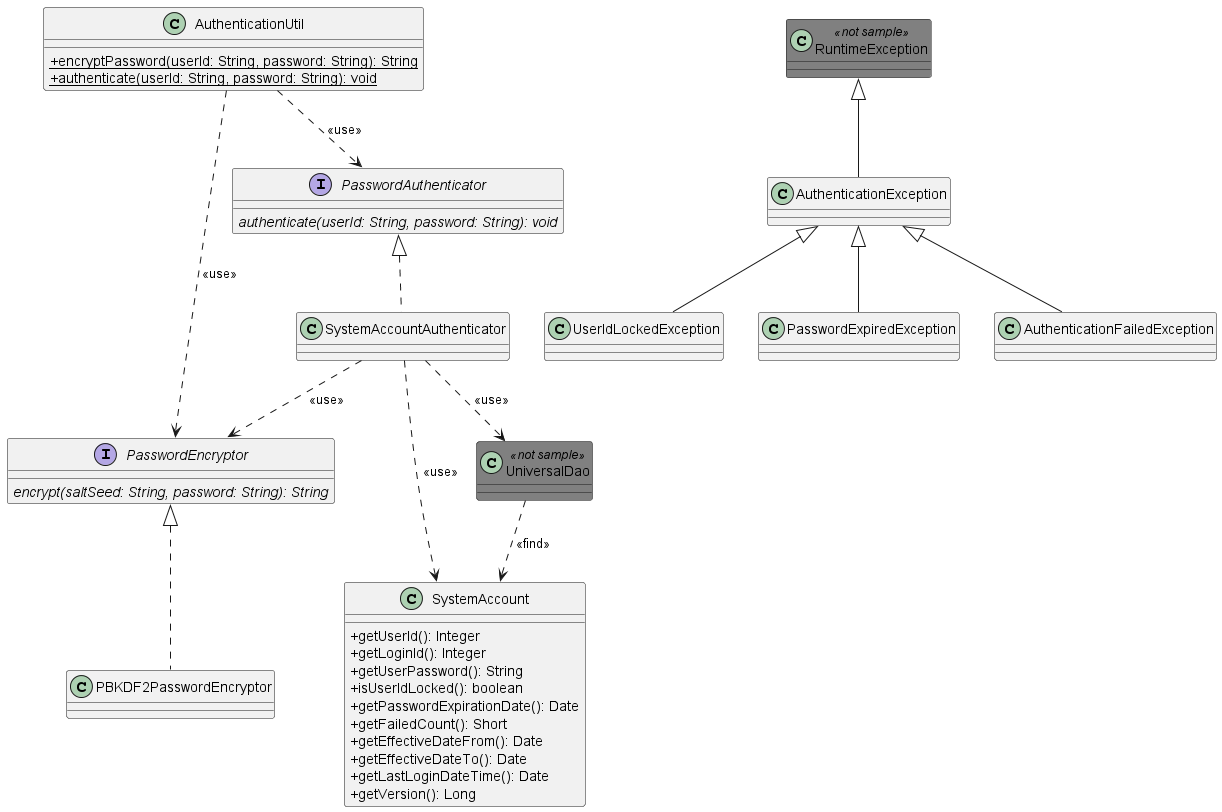 C AuthenticationUtil
+encryptPassword(userId: String, password: String): String
+authenticate(userId: String, password: String): void
«not sample»
C RuntimeException
«use»
I PasswordAuthenticator
authenticate(userId: String, password: String): void
C AuthenticationException
«use»
C SystemAccountAuthenticator
C UserIdLockedException
C PasswordExpiredException
C AuthenticationFailedException
«use»
«use»
I PasswordEncryptor
encrypt(saltSeed: String, password: String): String
«use»
«not sample»
C UniversalDao
«find»
C SystemAccount
+getUserId(): Integer
+getLoginId(): Integer
+getUserPassword(): String
+isUserIdLocked(): boolean
+getPasswordExpirationDate(): Date
+getFailedCount(): Short
+getEffectiveDateFrom(): Date
+getEffectiveDateTo(): Date
+getLastLoginDateTime(): Date
+getVersion(): Long
C PBKDF2PasswordEncryptor